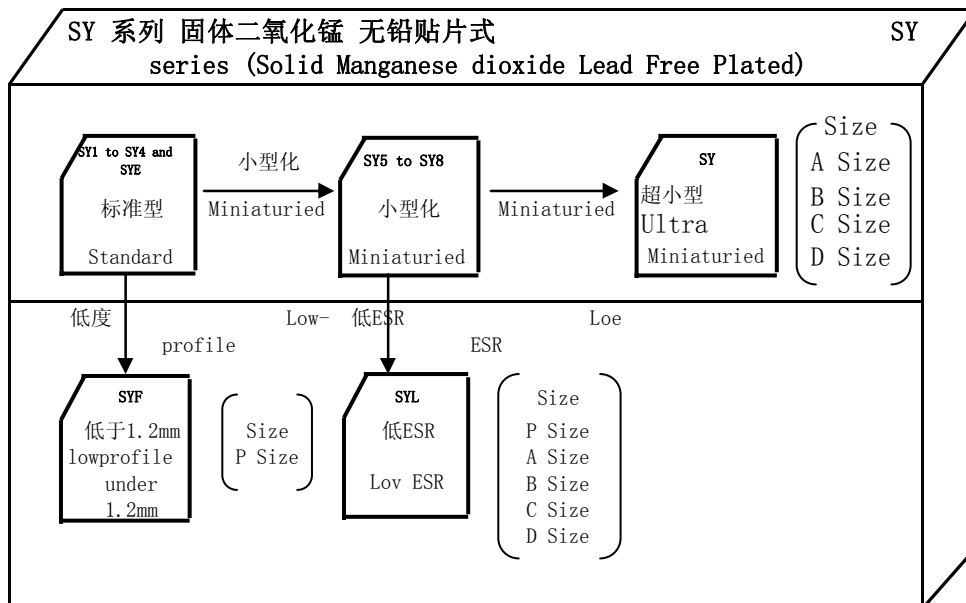 SY 系列 固体二氧化锰 无铅贴片式 SY
series (Solid Manganese dioxide Lead Free Plated)
SY1 to SY4 and
SYE
标准型
Standard
小型化
Miniaturied
SY5 to SY8
小型化
Miniaturied
Miniaturied
SY
超小型
Ultra
Miniaturied
Size
A Size
B Size
C Size
D Size
低度 Low-
profile
低ESR Loe
ESR
SYF
低于1.2mm
lowprofile
under
1.2mm
Size
P Size
SYL
低ESR
Lov ESR
Size
P Size
A Size
B Size
C Size
D Size